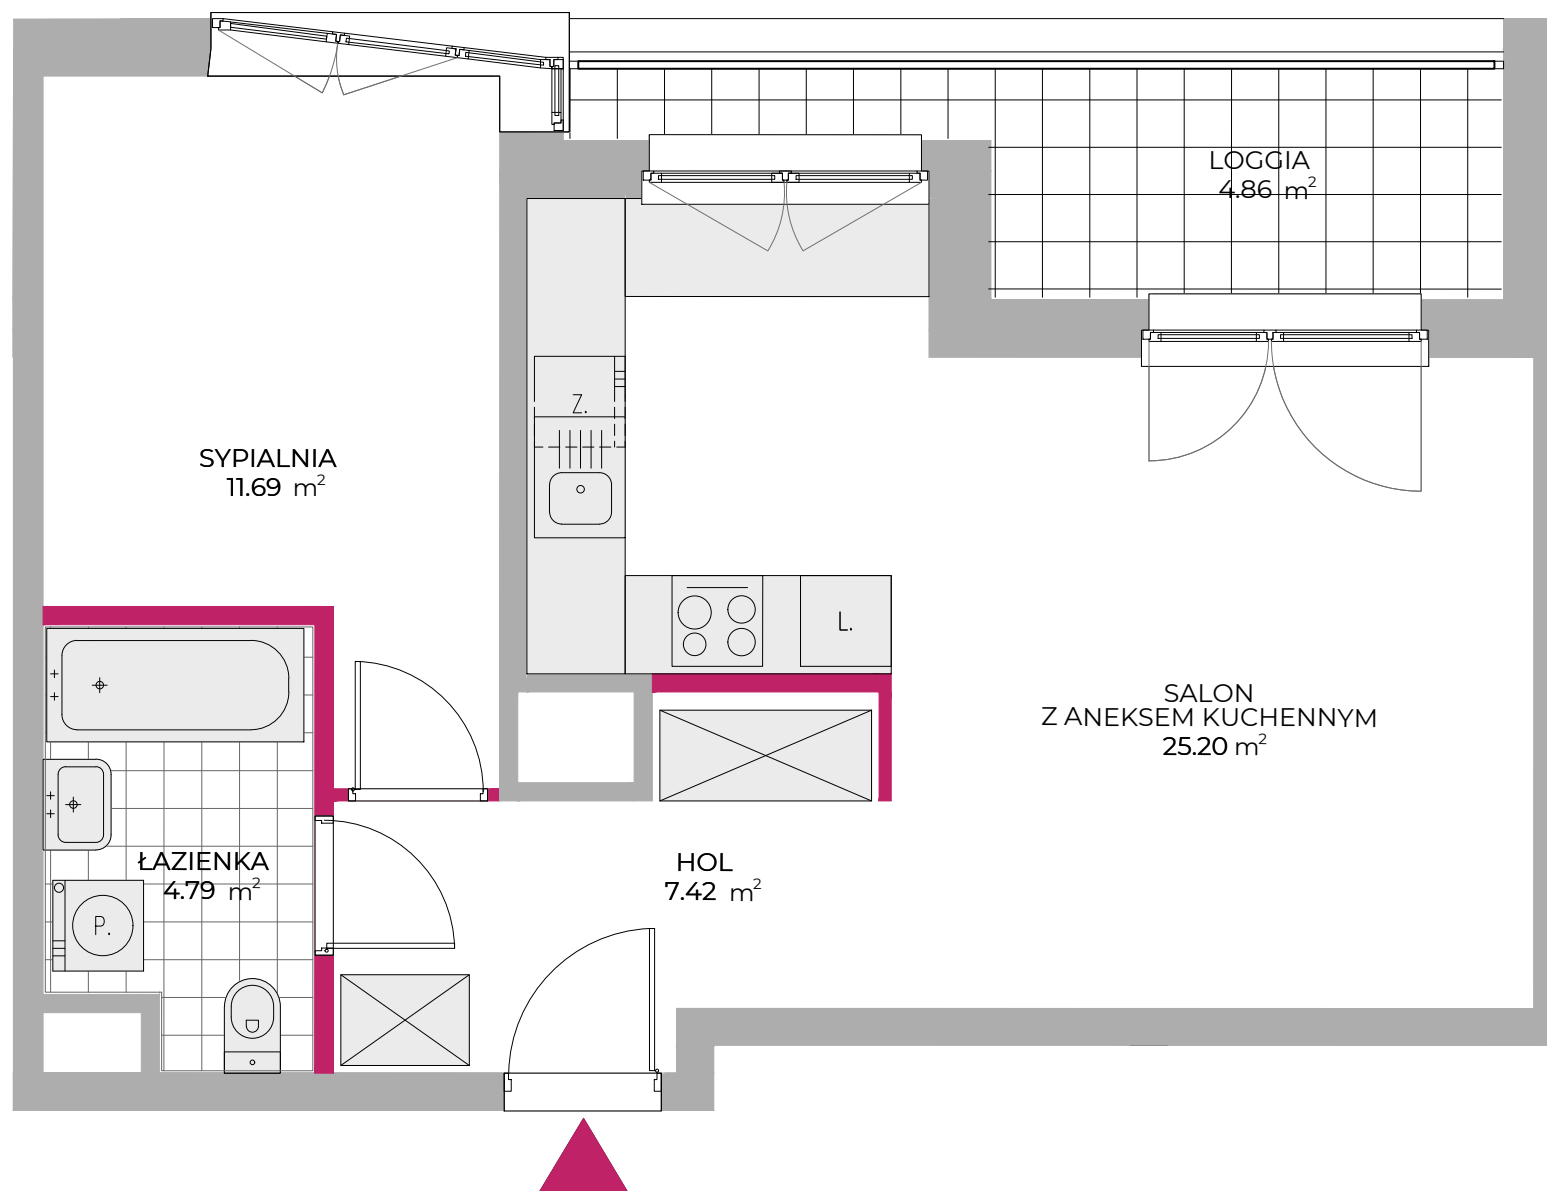 LOGGIA
4.86 m²
Z.
SYPIALNIA
11.69 m²
L.
SALON
Z ANEKSEM KUCHENNYM
25.20 m²
ŁAZIENKA
4.79 m²
HOL
7.42 m²
P.